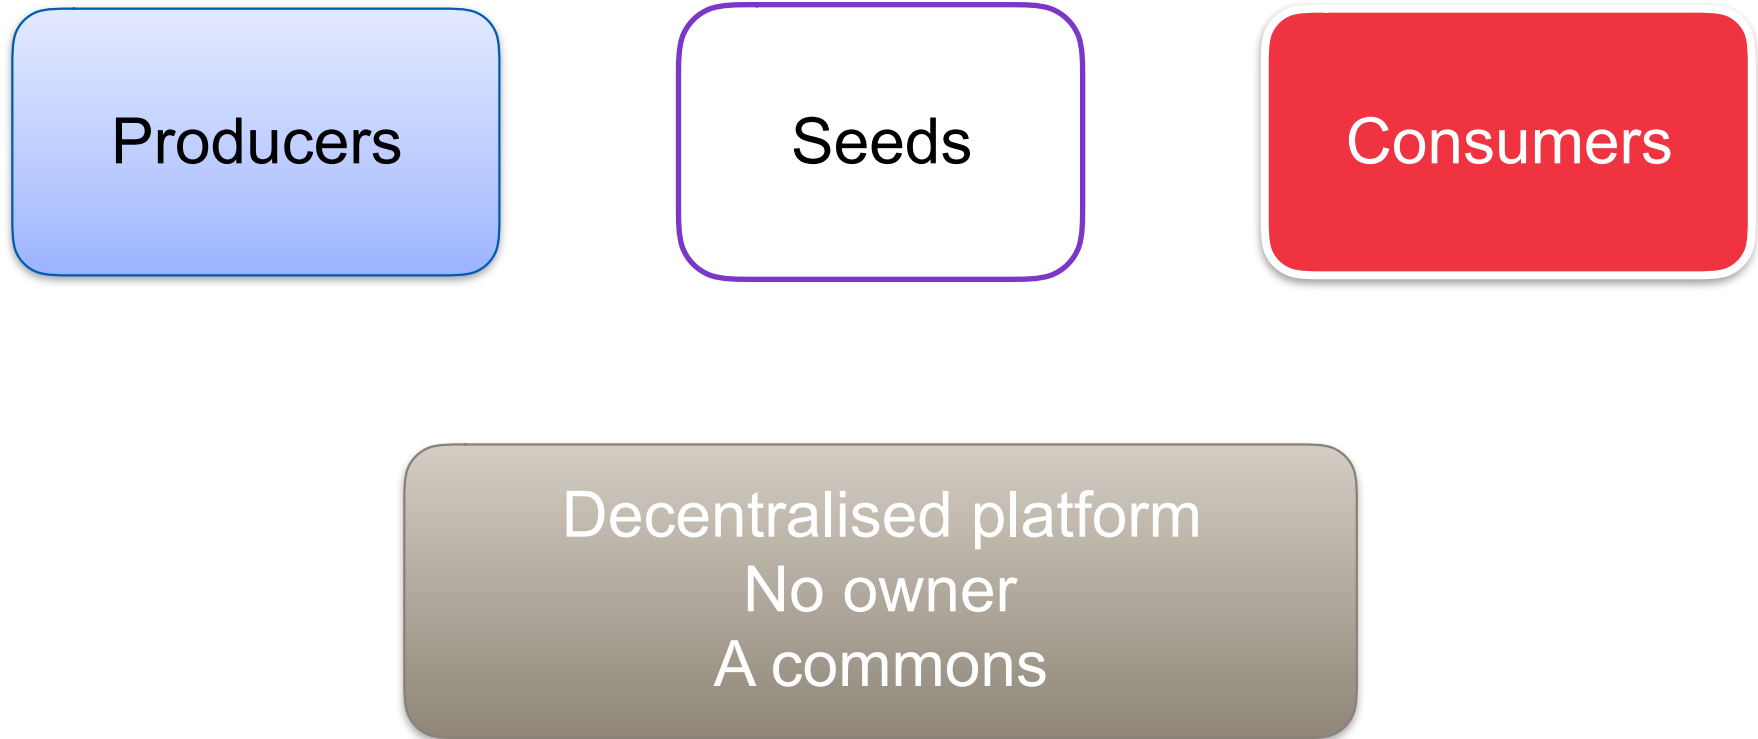 Producers
Seeds
Consumers
Decentralised platform
No owner
A commons